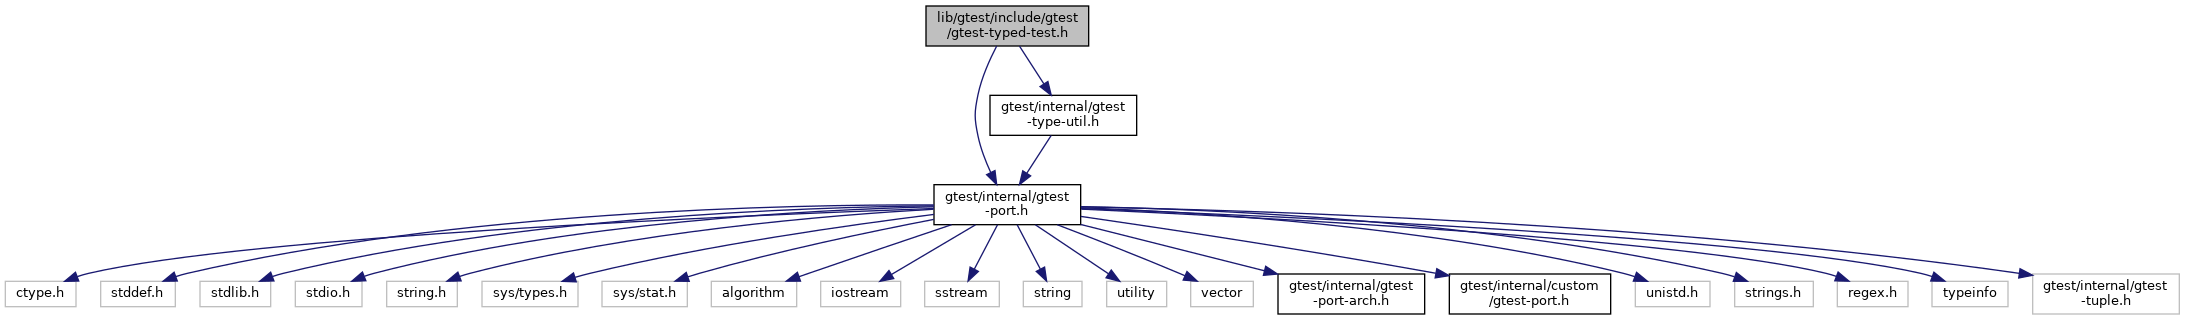 lib/gtest/include/gtest
/gtest-typed-test.h
gtest/internal/gtest
-type-util.h
gtest/internal/gtest
-port.h
ctype.h
stddef.h
stdlib.h
stdio.h
string.h
sys/types.h
sys/stat.h
algorithm
iostream
sstream
string
utility
vector
gtest/internal/gtest
-port-arch.h
gtest/internal/custom
/gtest-port.h
unistd.h
strings.h
regex.h
typeinfo
gtest/internal/gtest
-tuple.h